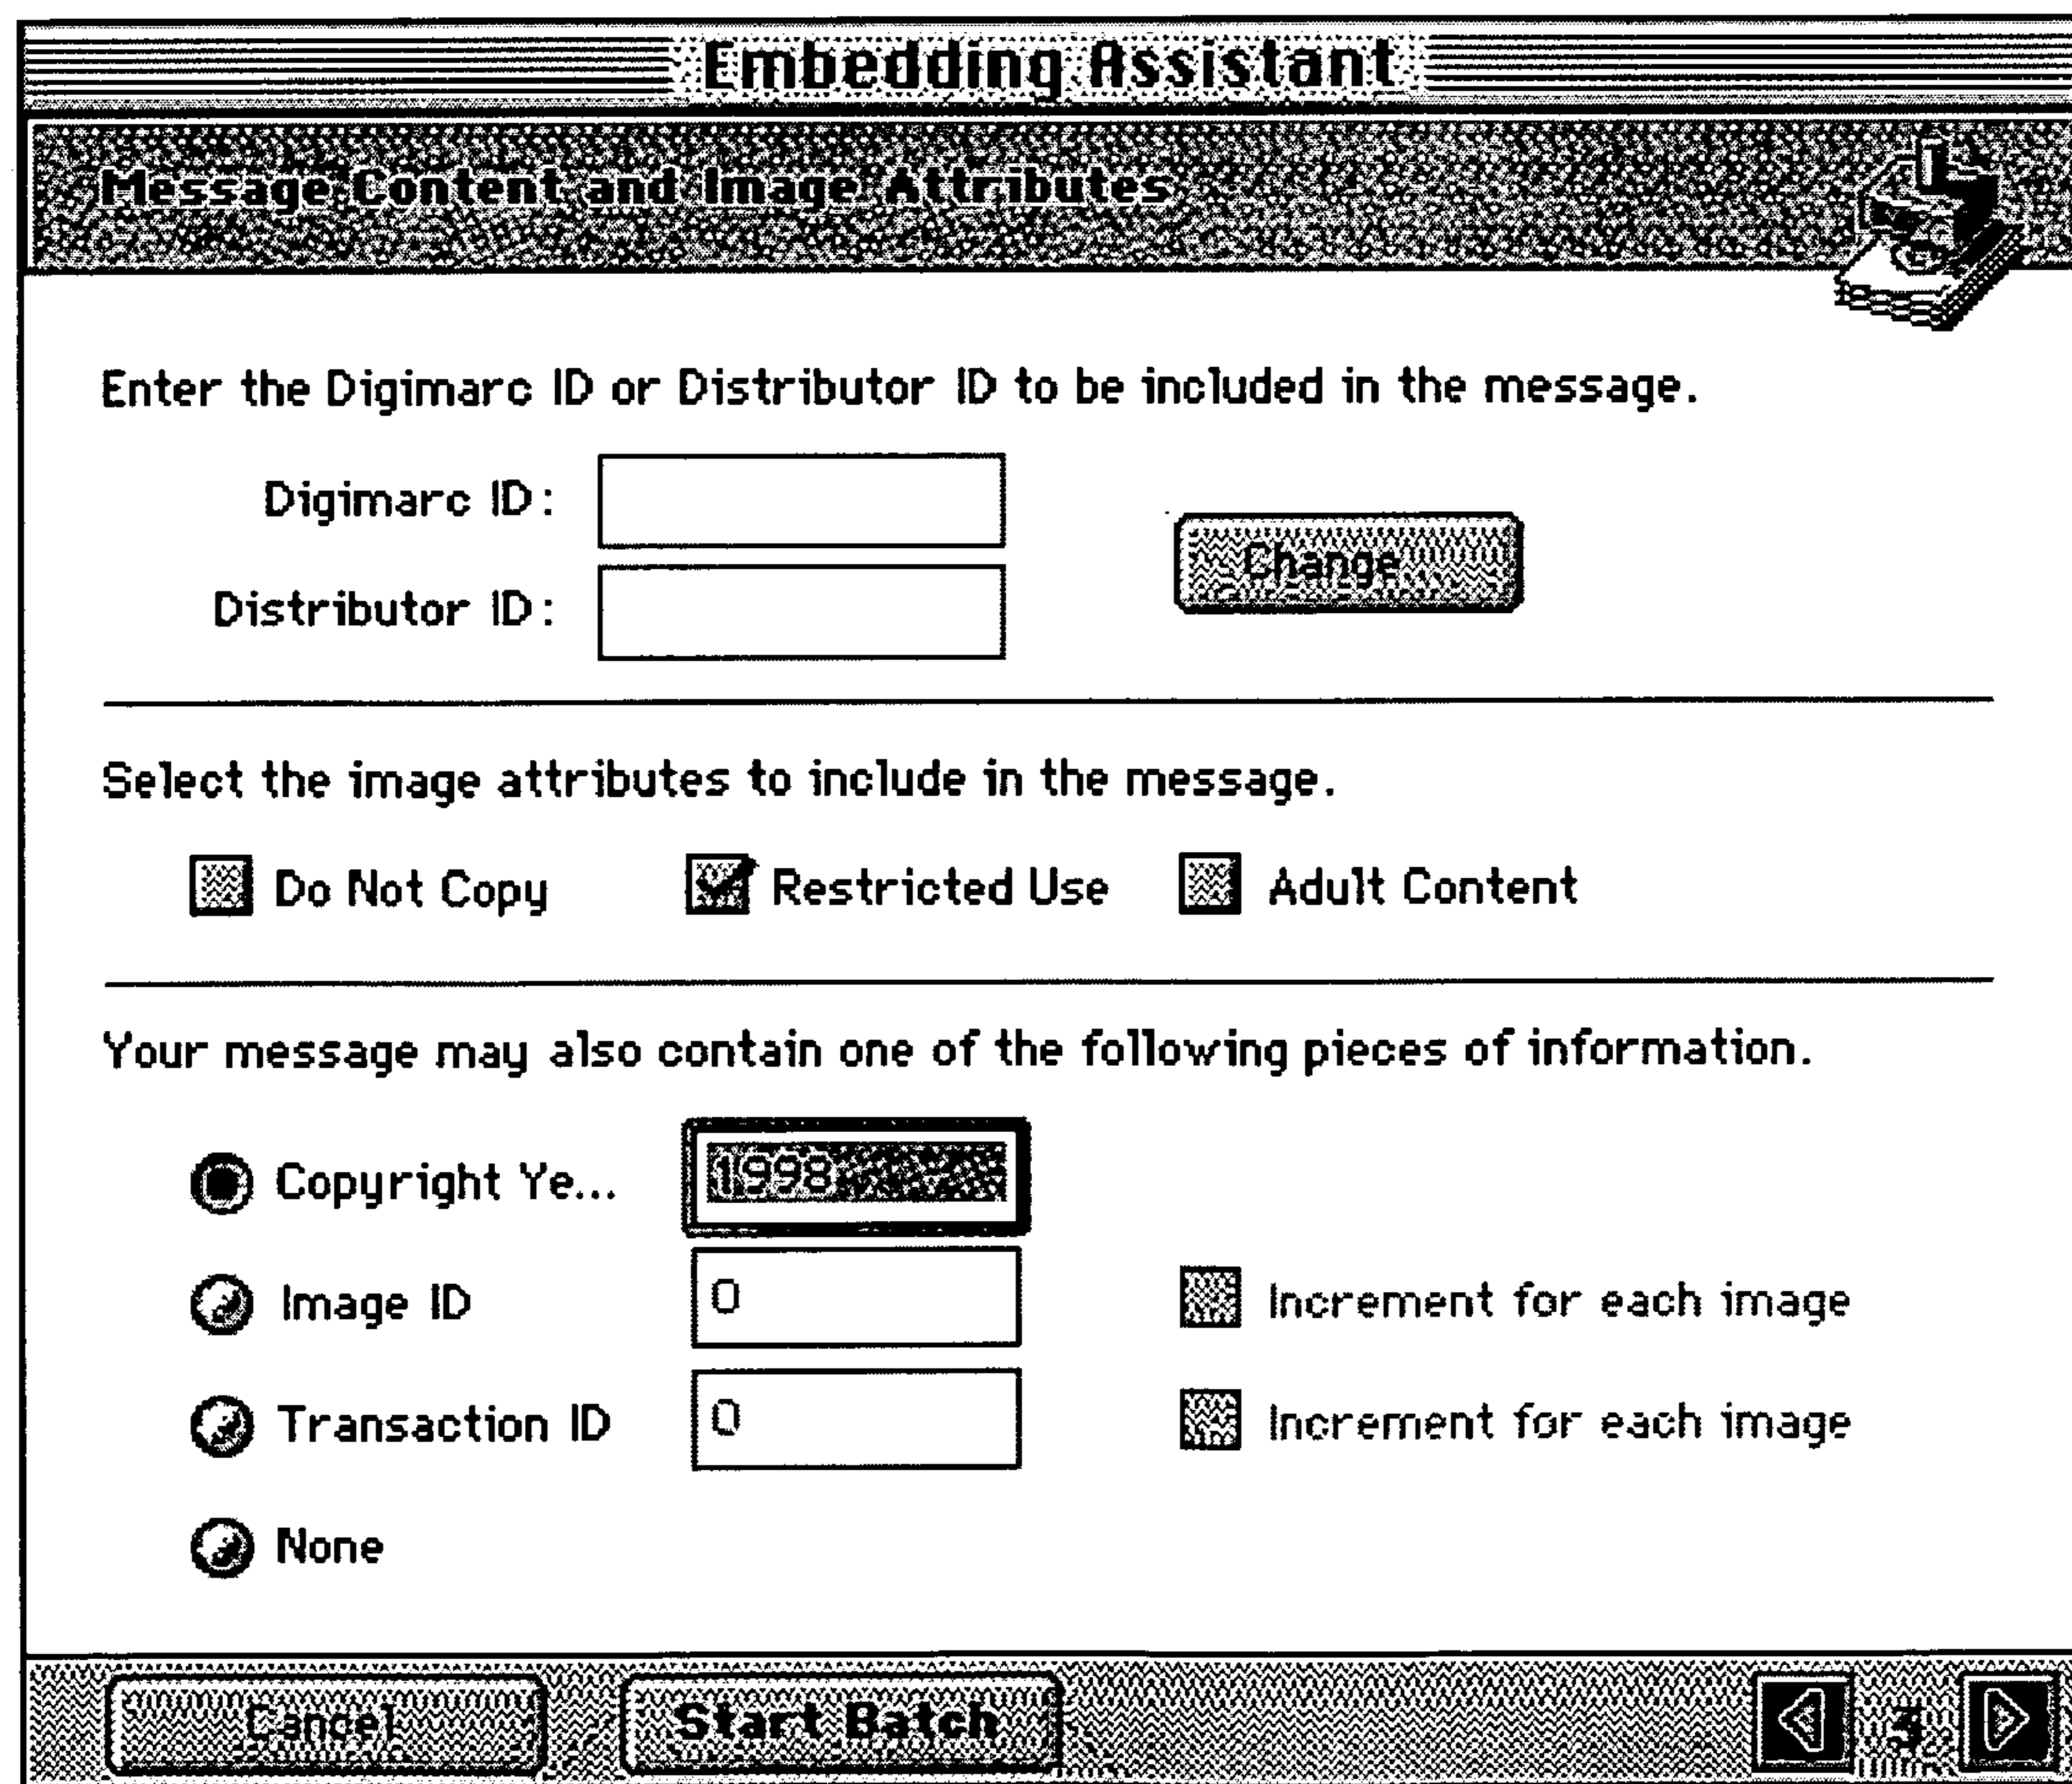 Embedding Assistant
Message Content and Image Attributes
Enter the Digimarc ID or Distributor ID to be included in the message.
Digimarc ID:
Change
Distributor ID:
Select the image attributes to include in the message.
Do Not Copy Restricted Use Adult Content
Your message may also contain one of the following pieces of information.
Copyright Ye... 1998
Image ID 0 Increment for each image
Transaction ID 0 Increment for each image
None
Cancel Start Batch 3